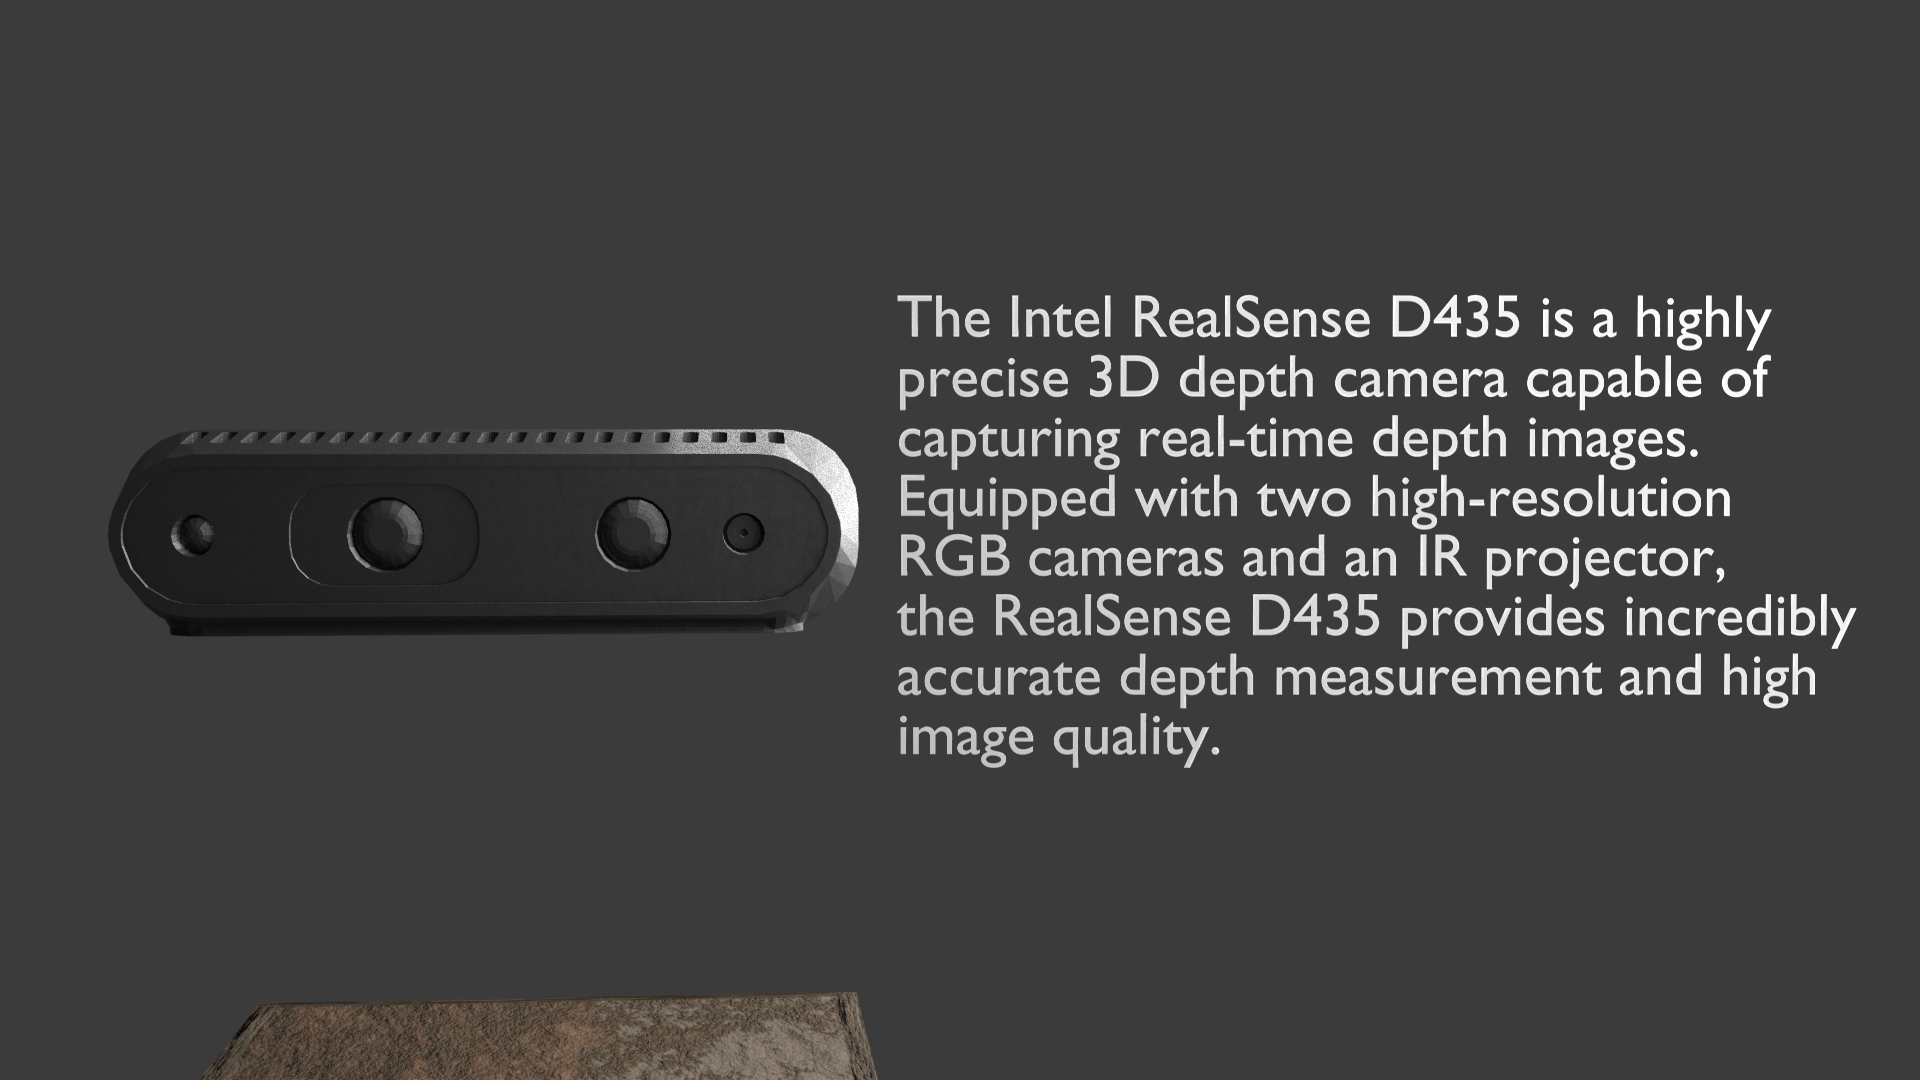 The Intel RealSense D435 is a highly
precise 3D depth camera capable of
capturing real-time depth images.
Equipped with two high-resolution
RGB cameras and an IR projector,
the RealSense D435 provides incredibly
accurate depth measurement and high
image quality.